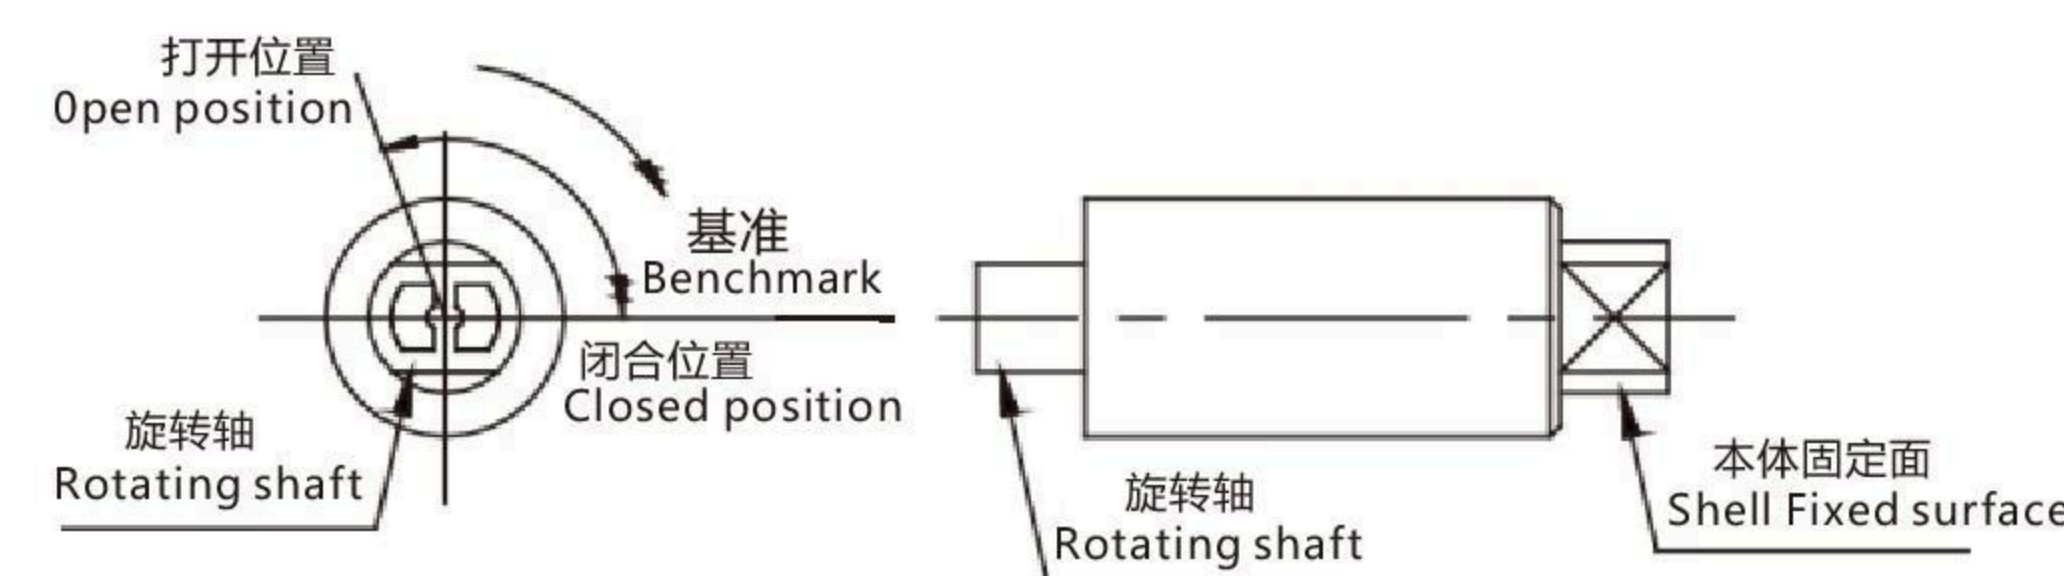 打开位置
Open position
基准
Benchmark
闭合位置
Closed position
旋转轴
Rotating shaft
旋转轴
Rotating shaft
本体固定面
Shell Fixed surface